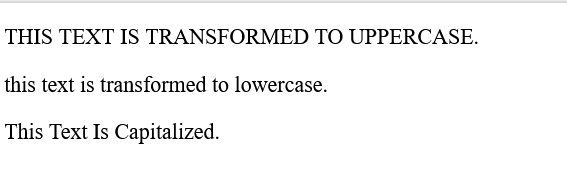 THIS TEXT IS TRANSFORMED TO UPPERCASE.
this text is transformed to lowercase.
This Text Is Capitalized.